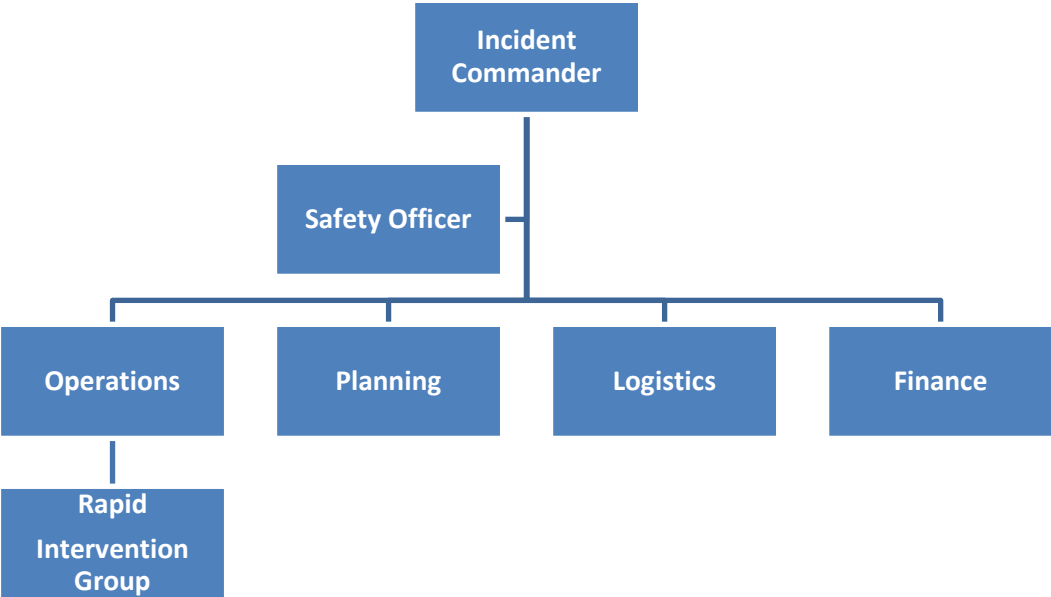 Incident
Commander
Safety Officer
Operations
Planning
Logistics
Finance
Rapid
Intervention
Group